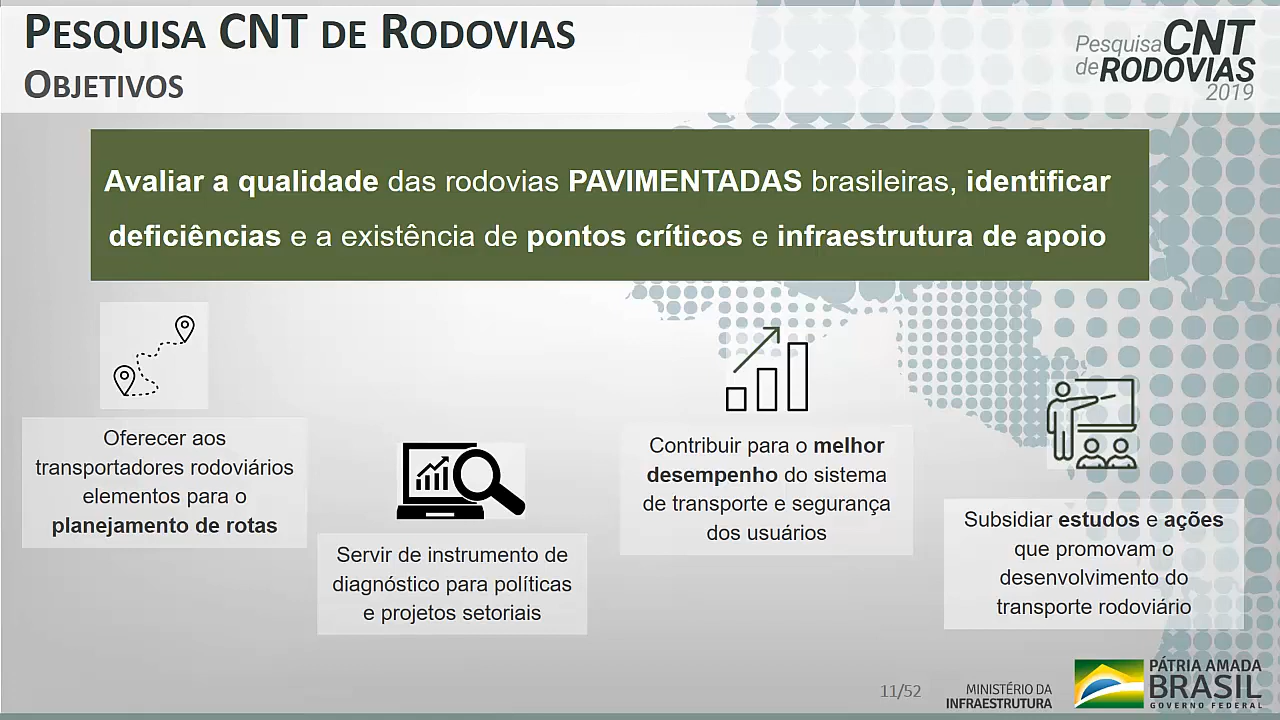 PESQUISA CNT DE RODOVIAS
OBJETIVOS
Pesquisa CNT
de RODOVIAS
2019
Avaliar a qualidade das rodovias PAVIMENTADAS brasileiras, identificar
deficiências e a existência de pontos críticos e infraestrutura de apoio
Oferecer aos
transportadores rodoviários
elementos para o
planejamento de rotas
Servir de instrumento de
diagnóstico para políticas
e projetos setoriais
Contribuir para o melhor
desempenho do sistema
de transporte e segurança
dos usuários
Subsidiar estudos e ações
que promovam o
desenvolvimento do
transporte rodoviário
11/52
MINISTÉRIO DA
INFRAESTRUTURA
PÁTRIA AMADA
BRASIL
GOVERNO FEDERAL